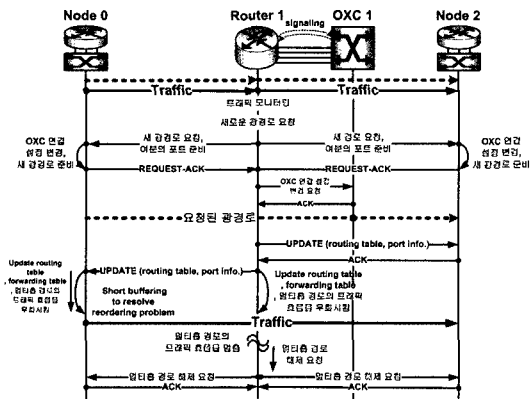 Node 0
Router 1
OXC 1
Node 2
signaling
Traffic
Traffic
트래픽 모니터링
새로운 광경로 요청
OXC 연결
설정 변경,
새 광경로 준비
새 경로 요청,
여분의 포트 준비
새 경로 요청,
여분의 포트 준비
OXC 연결
설정 변경,
새 광경로 준비
REQUEST-ACK
REQUEST-ACK
OXC 연결 설정
변경 요청
ACK
요청된 광경로
UPDATE (routing table, port info.)
ACK
Update routing
table
, forwarding table
, 멀티홉 경로의
트래픽 흐름을
우회시킴
UPDATE (routing table, port info.)
Short buffering
to resolve
reordering problem
Update routing table
, forwarding table,
멀티홉 경로의 트래픽
흐름을 우회시킴
Traffic
멀티홉 경로의
트래픽 흐름을 멈춤
멀티홉 경로
해제 요청
멀티홉 경로 해제 요청
멀티홉 경로 해제 요청
ACK
ACK